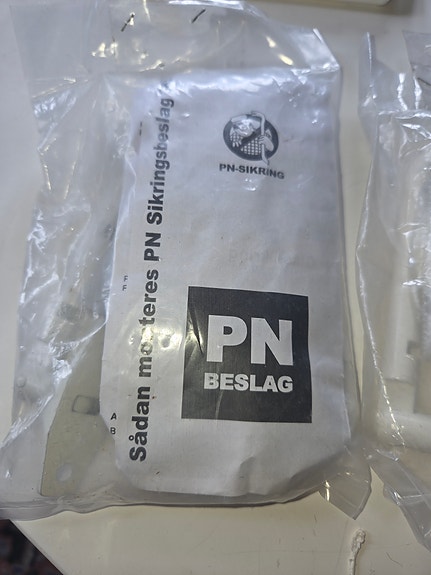 PN-SIKRING
Sådan monteres PN Sikringsbeslag
PN
BESLAG
F F
A
B